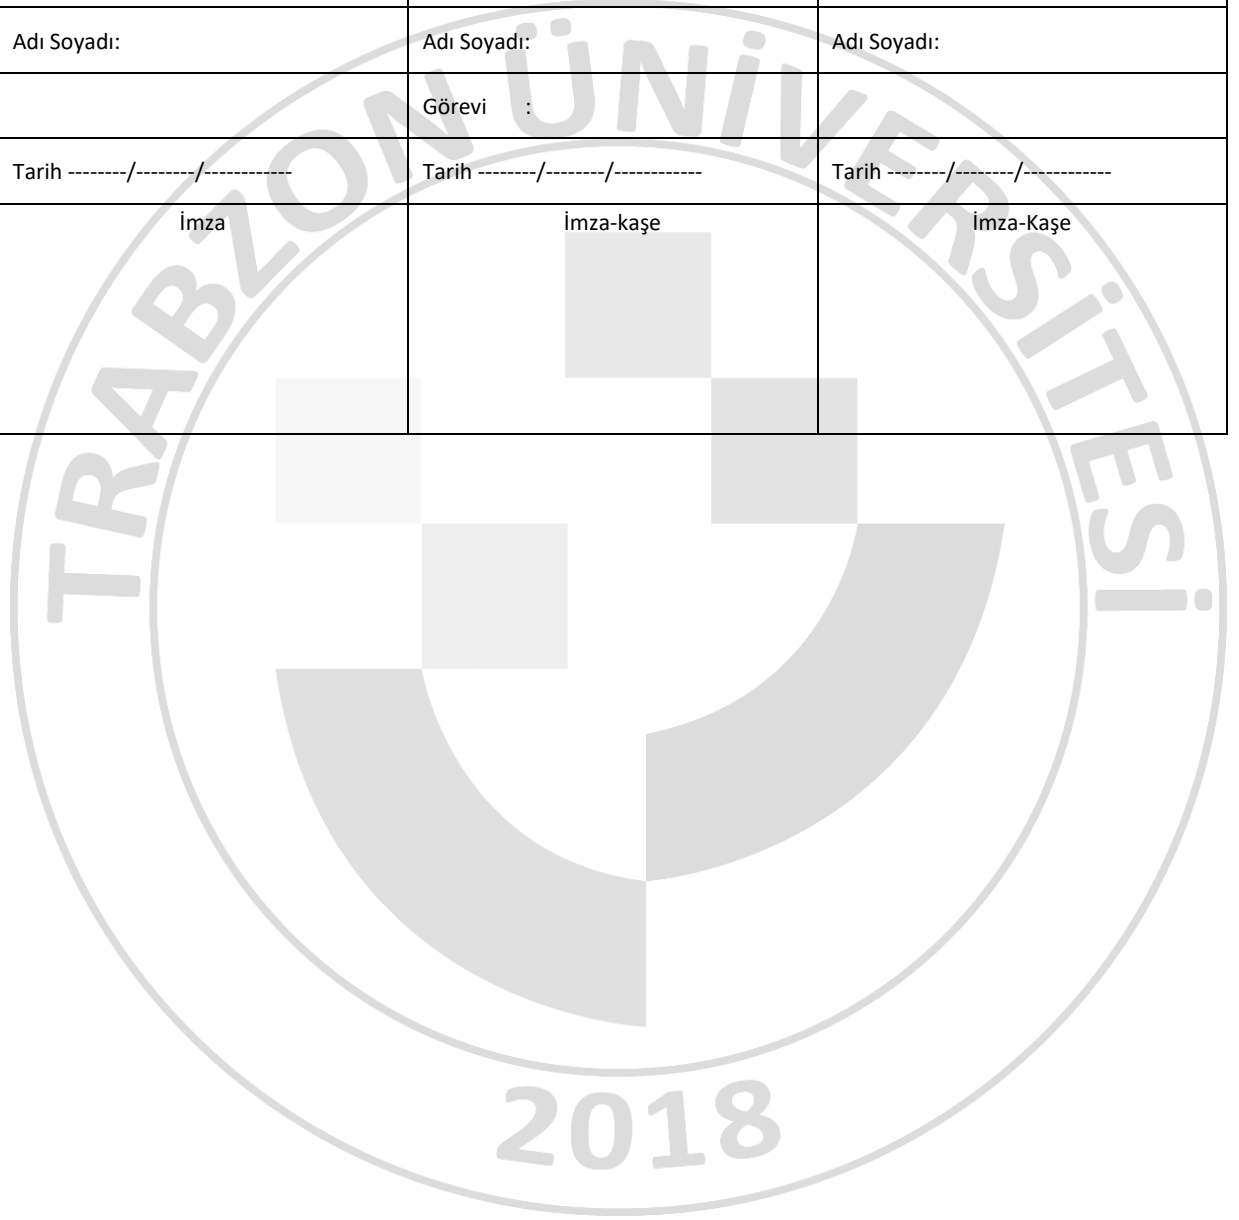 Adı Soyadı: Adı Soyadı: Adı Soyadı:
Görevi :
Tarih --------/--------/------------ Tarih --------/--------/------------ Tarih --------/--------/------------
İmza İmza-kaşe İmza-Kaşe
TRABZON ÜNİVERSİTESİ
2018